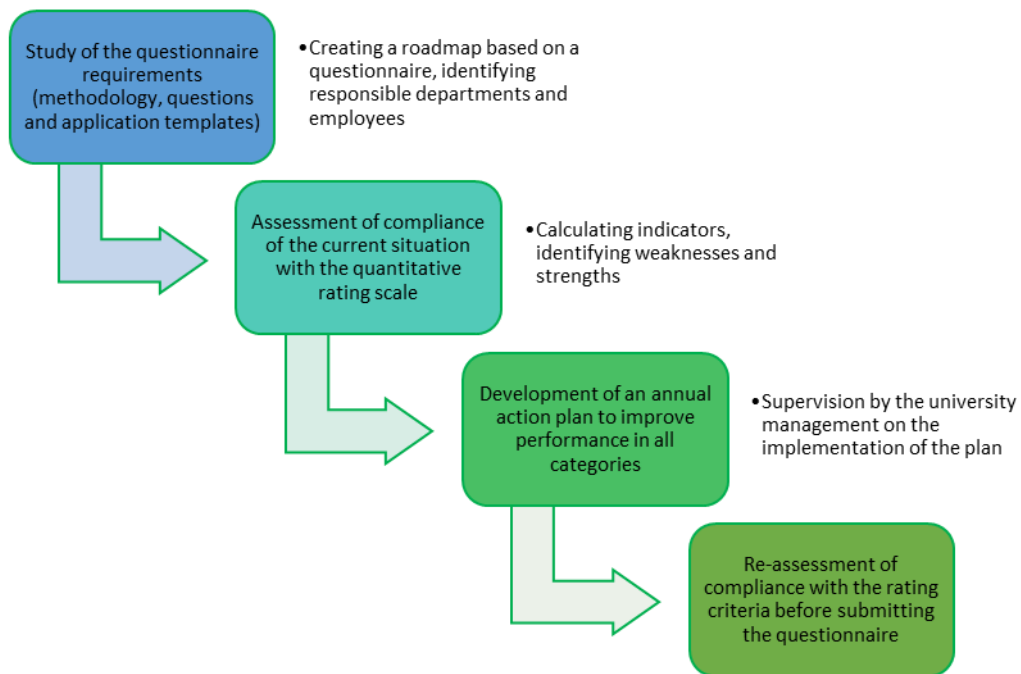 Study of the questionnaire
requirements
(methodology, questions
and application templates)
•Creating a roadmap based on a
questionnaire, identifying
responsible departments and
employees
Assessment of compliance
of the current situation
with the quantitative
rating scale
•Calculating indicators,
identifying weaknesses and
strengths
Development of an annual
action plan to improve
performance in all
categories
•Supervision by the university
management on the
implementation of the plan
Re-assessment of
compliance with the rating
criteria before submitting
the questionnaire